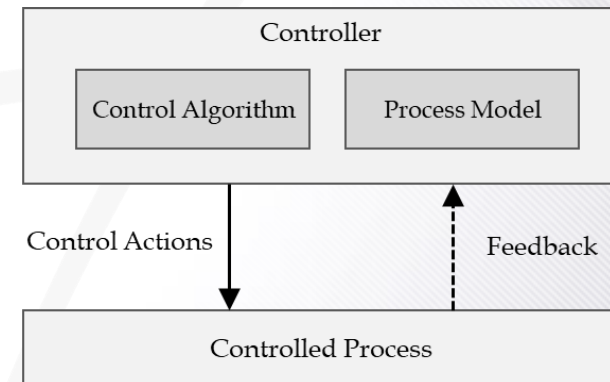 Controller
Control Algorithm
Process Model
Control Actions
Feedback
Controlled Process